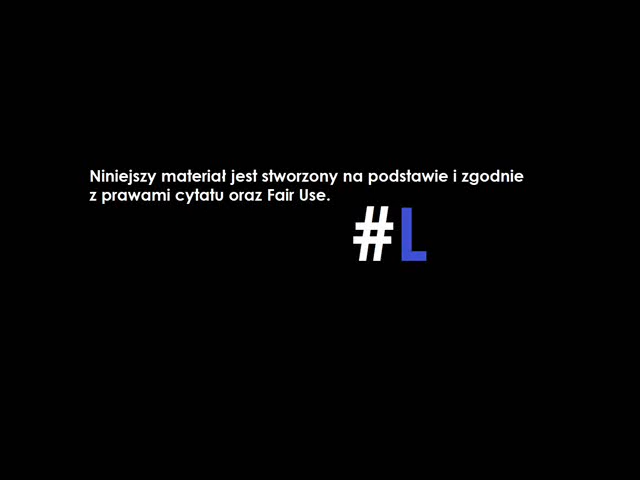 Niniejszy materiał jest stworzony na podstawie i zgodnie
z prawami cytatu oraz Fair Use.
#L